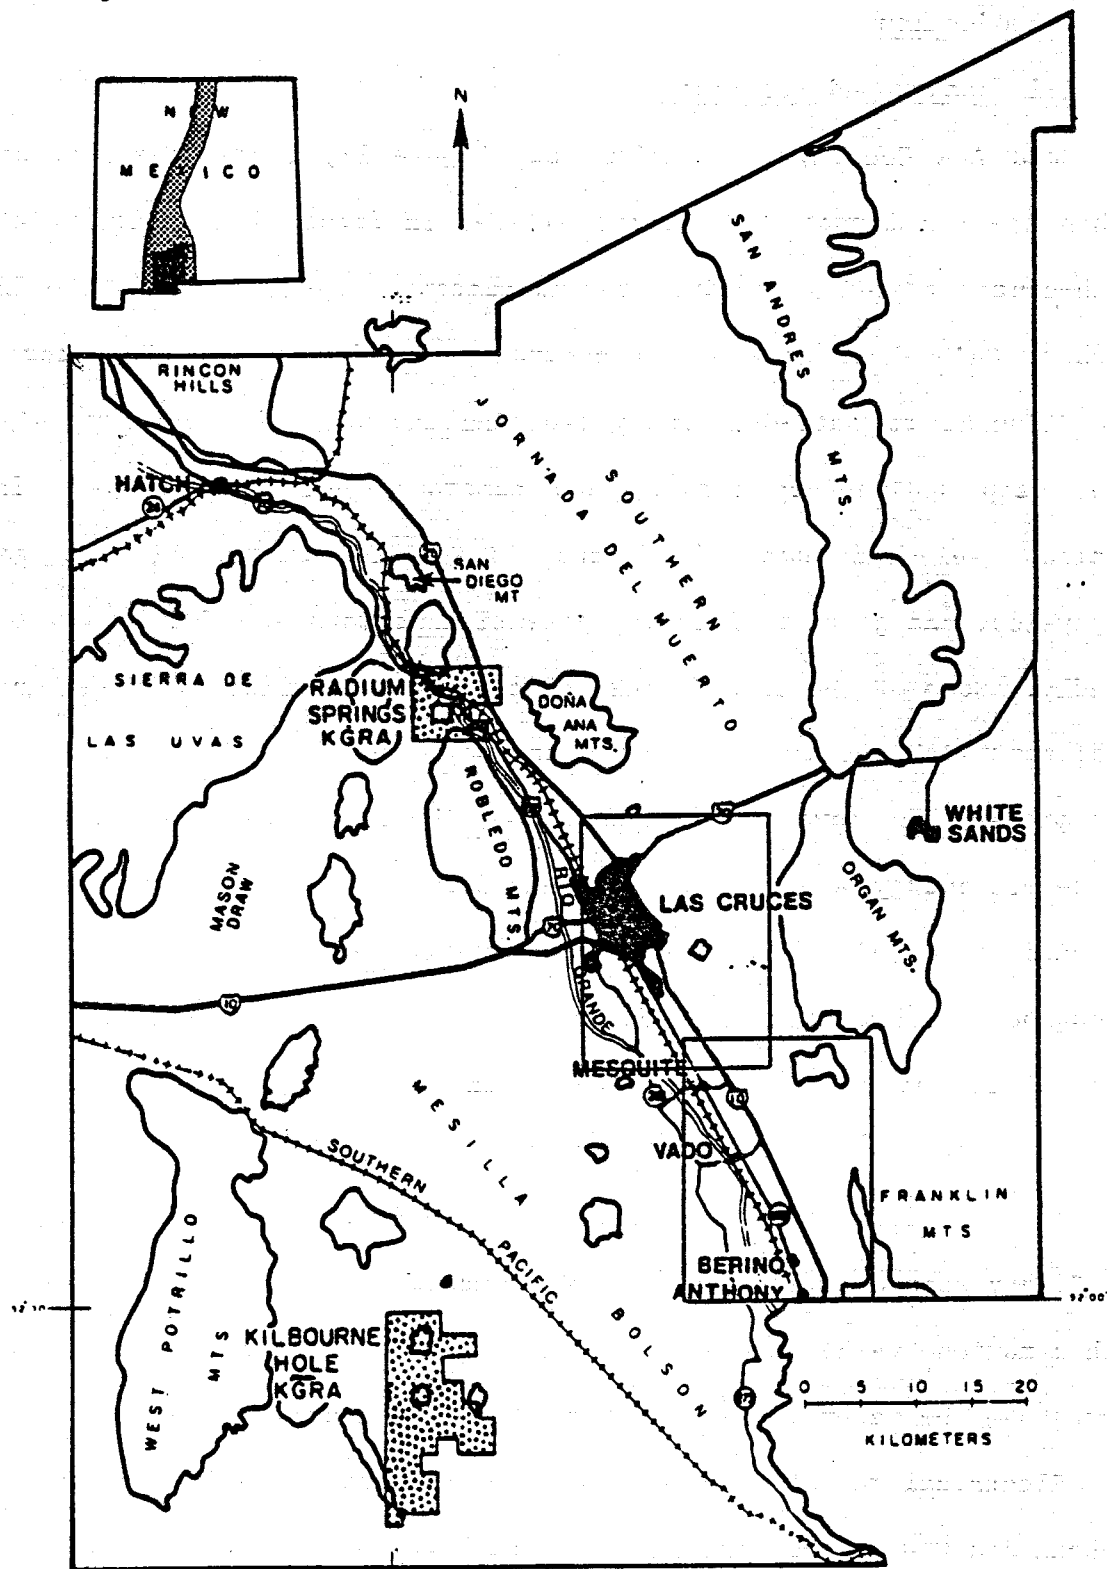 NEW
MEXICO
N
RINCON
HILLS
SAN ANDRES MTS.
SOUTHERN
JORNADA DEL MUERTO
HATCH
26
SAN
DIEGO
MT
SIERRA DE
LAS UVAS
RADIUM
SPRINGS
KGRA
DOÑA
ANA
MTS.
ROBLEDO MTS.
MASON
DRAW
WHITE
SANDS
ORGAN MTS.
RIO
GRANDE
LAS CRUCES
10
MESQUITE
10
VADO
MESILLA
BOLSON
SOUTHERN
PACIFIC
FRANKLIN
MTS
BERINO
ANTHONY
WEST POTRILLO
MTS
KILBOURNE
HOLE
KGRA
0 5 10 15 20
KILOMETERS